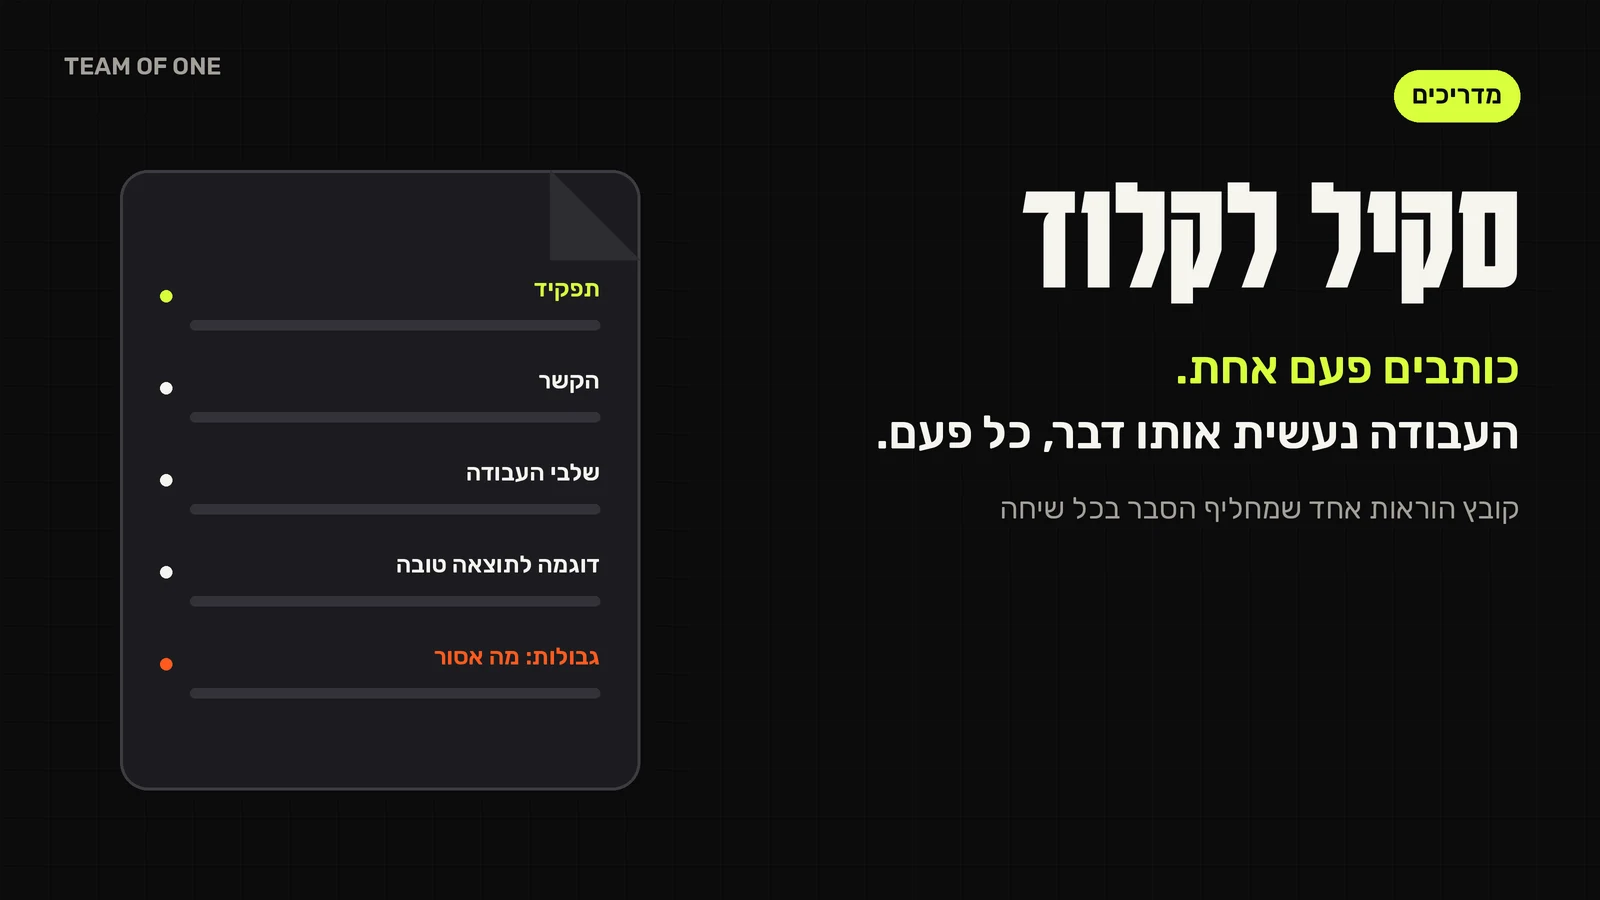 TEAM OF ONE
מדריכים
סקיל לקלוד
כותבים פעם אחת.
העבודה נעשית אותו דבר, כל פעם.
קובץ הוראות אחד שמחליף הסבר בכל שיחה
תפקיד
הקשר
שלבי העבודה
דוגמה לתוצאה טובה
גבולות: מה אסור